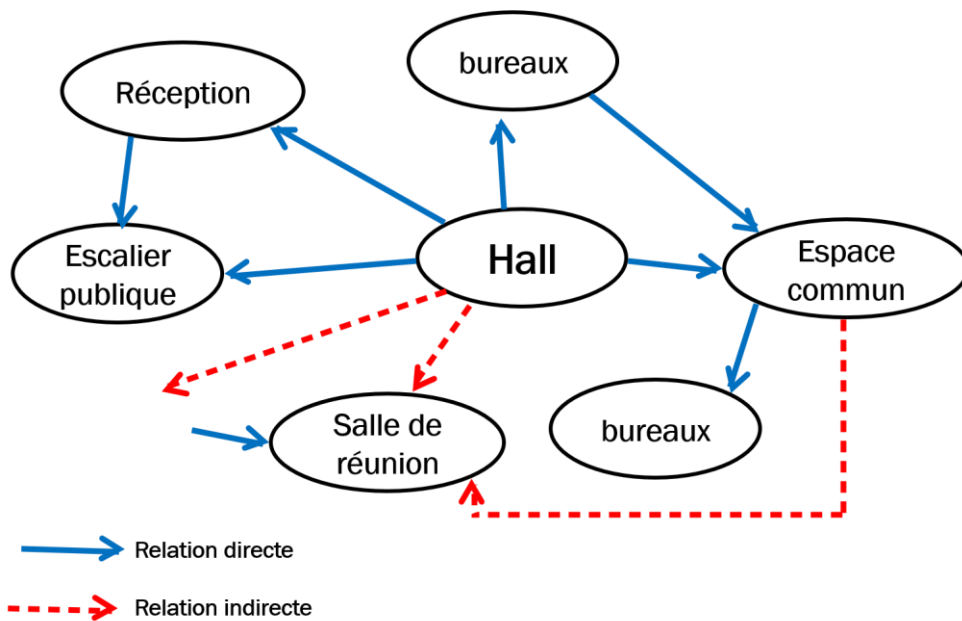 bureaux
Réception
Hall
Escalier
publique
Espace
commun
Salle de
réunion
bureaux
Relation directe
Relation indirecte